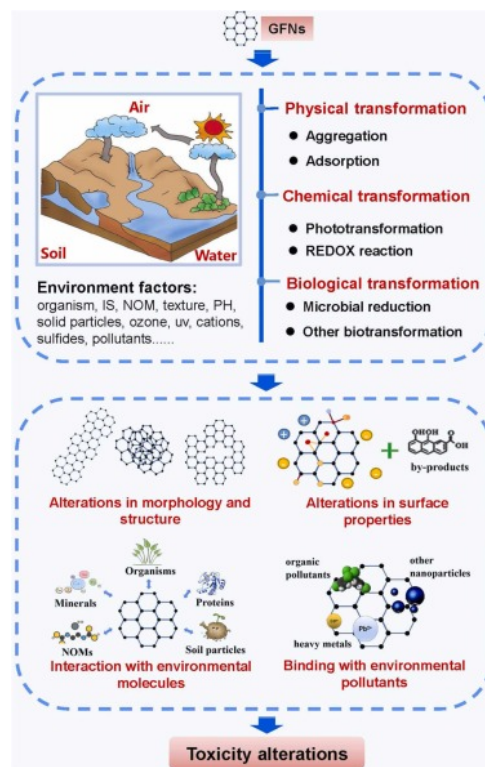 GFNs
Air
Soil
Water
Environment factors:
organism, IS, NOM, texture, PH,
solid particles, ozone, uv, cations,
sulfides, pollutants......
Physical transformation
Aggregation
Adsorption
Chemical transformation
Phototransformation
REDOX reaction
Biological transformation
Microbial reduction
Other biotransformation
Alterations in morphology and
structure
OHOH
O
OH
by-products
Alterations in surface
properties
Organisms
Minerals
Proteins
NOMs
Soil particles
Interaction with environmental
molecules
organic
pollutants
other
nanoparticles
heavy metals
Binding with environmental
pollutants
Toxicity alterations